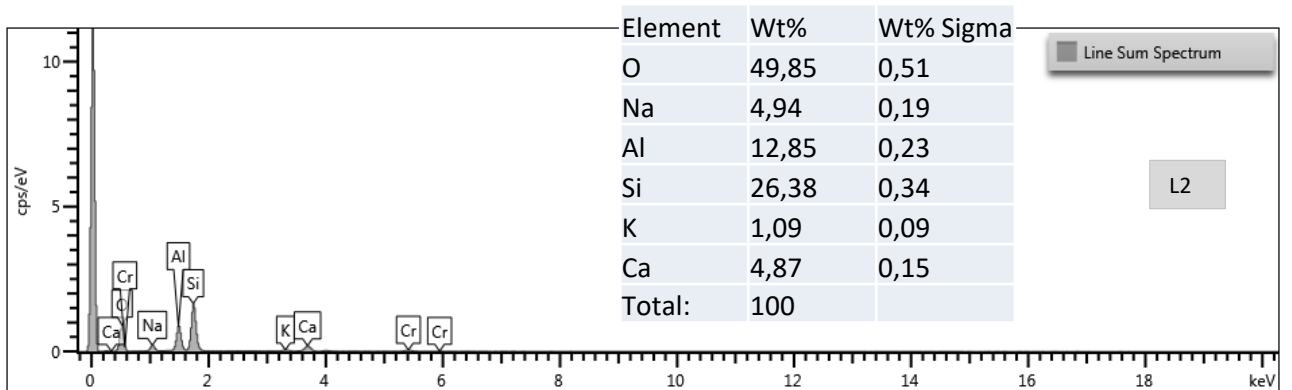 Element Wt% Wt% Sigma
O 49,85 0,51
Na 4,94 0,19
Al 12,85 0,23
Si 26,38 0,34
K 1,09 0,09
Ca 4,87 0,15
Total: 100
Line Sum Spectrum
L2
10
5
0
cps/eV
Al
Cr
Si
O
Ca
Na
K
Ca
Cr
Cr
0 2 4 6 8 10 12 14 16 18 keV